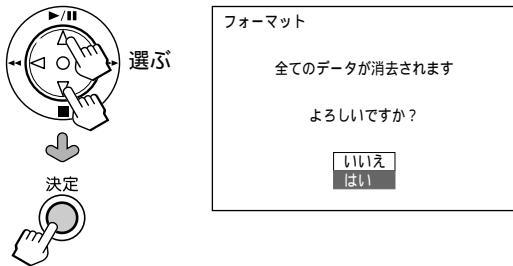 選ぶ
決定
フォーマット
全てのデータが消去されます
よろしいですか？
いいえ
はい